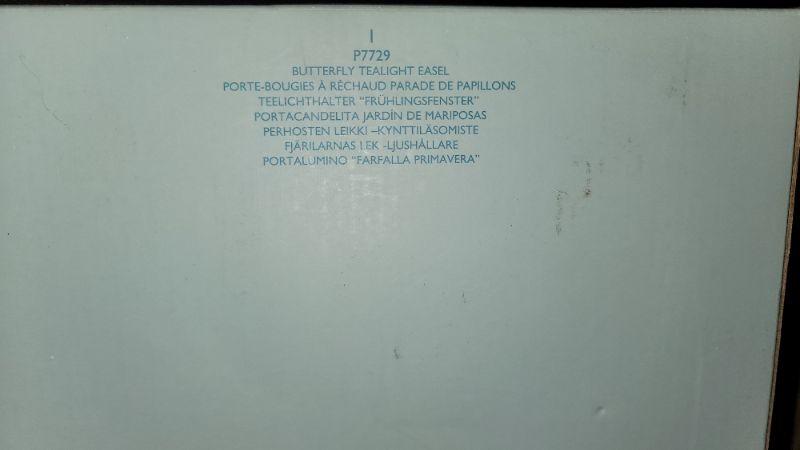 1
P7729
BUTTERFLY TEALIGHT EASEL
PORTE-BOUGIES À RÉCHAUD PARADE DE PAPILLONS
TEELICHTHALTER "FRÜHLINGSFENSTER"
PORTACANDELITA JARDÍN DE MARIPOSAS
PERHOSTEN LEIKKI –KYNTTILÄSOMISTE
FJÄRILARNAS LEK -LJUSHÅLLARE
PORTALUMINO "FARFALLA PRIMAVERA"